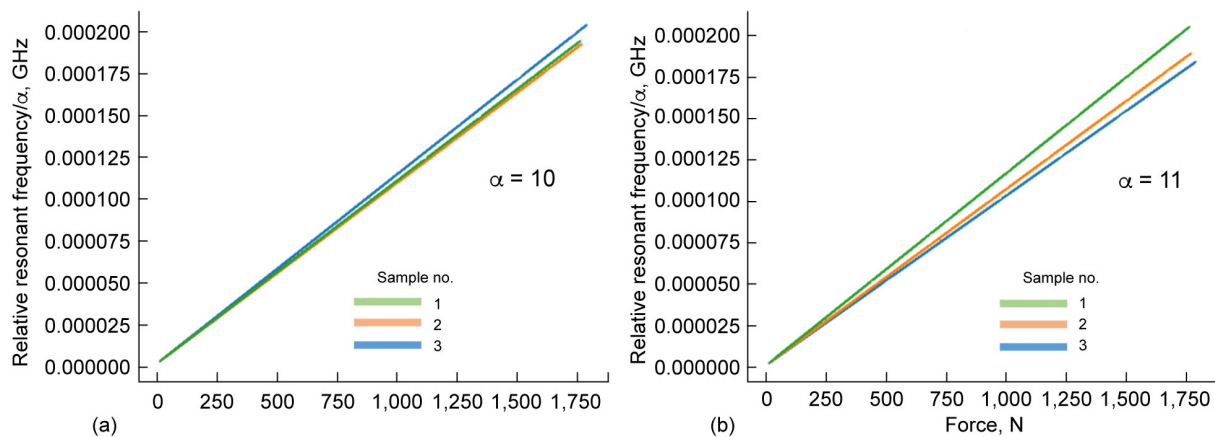 Relative resonant frequency/α, GHz
0.000200
0.000175
0.000150
0.000125
0.000100
0.000075
0.000050
0.000025
0.000000
α = 10
Sample no.
1
2
3
0 250 500 750 1,000 1,250 1,500 1,750
(a)
Relative resonant frequency/α, GHz
0.000200
0.000175
0.000150
0.000125
0.000100
0.000075
0.000050
0.000025
0.000000
α = 11
Sample no.
1
2
3
0 250 500 750 1,000 1,250 1,500 1,750
(b)
Force, N